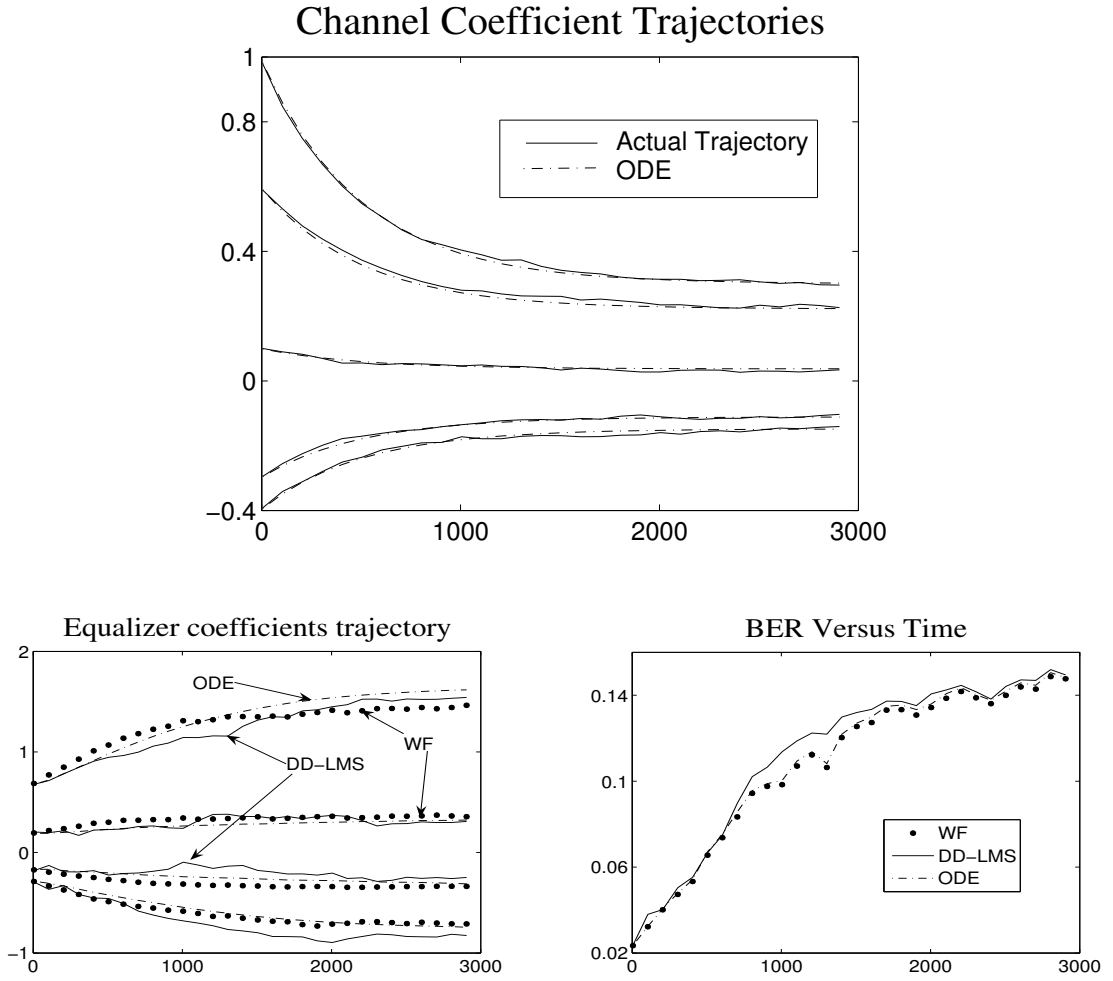 Channel Coefficient Trajectories
1
0.8
0.4
0
−0.4
Actual Trajectory
ODE
0 1000 2000 3000
Equalizer coefficients trajectory
2
1
0
−1
ODE
WF
DD−LMS
0 1000 2000 3000
BER Versus Time
0.14
0.1
0.06
0.02
WF
DD−LMS
ODE
0 1000 2000 3000